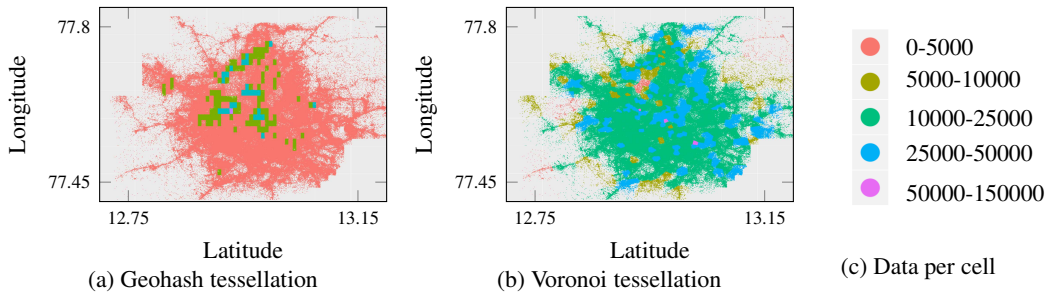 77.8
Longitude
77.45
12.75
13.15
Latitude
(a) Geohash tessellation
77.8
Longitude
77.45
12.75
13.15
Latitude
(b) Voronoi tessellation
0-5000
5000-10000
10000-25000
25000-50000
50000-150000
(c) Data per cell